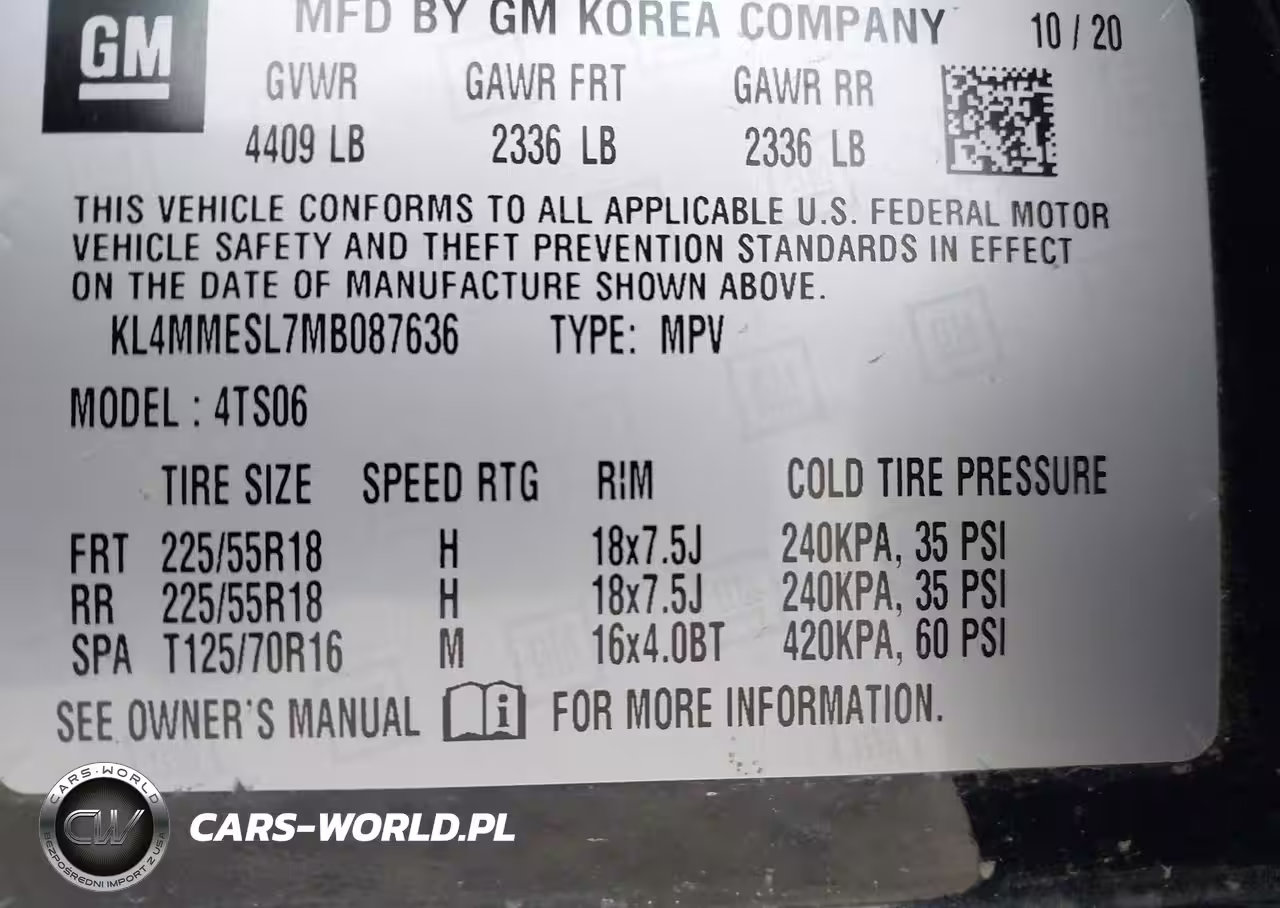 GM
MFD BY GM KOREA COMPANY 10 / 20
GVWR GAWR FRT GAWR RR
4409 LB 2336 LB 2336 LB
THIS VEHICLE CONFORMS TO ALL APPLICABLE U.S. FEDERAL MOTOR
VEHICLE SAFETY AND THEFT PREVENTION STANDARDS IN EFFECT
ON THE DATE OF MANUFACTURE SHOWN ABOVE.
KL4MMESL7MB087636 TYPE: MPV
MODEL : 4TS06
TIRE SIZE SPEED RTG RIM COLD TIRE PRESSURE
FRT 225/55R18 H 18x7.5J 240KPA, 35 PSI
RR 225/55R18 H 18x7.5J 240KPA, 35 PSI
SPA T125/70R16 M 16x4.0BT 420KPA, 60 PSI
SEE OWNER'S MANUAL i FOR MORE INFORMATION.
CARS-WORLD
CW
BEZPOŚREDNI IMPORT Z USA
CARS-WORLD.PL